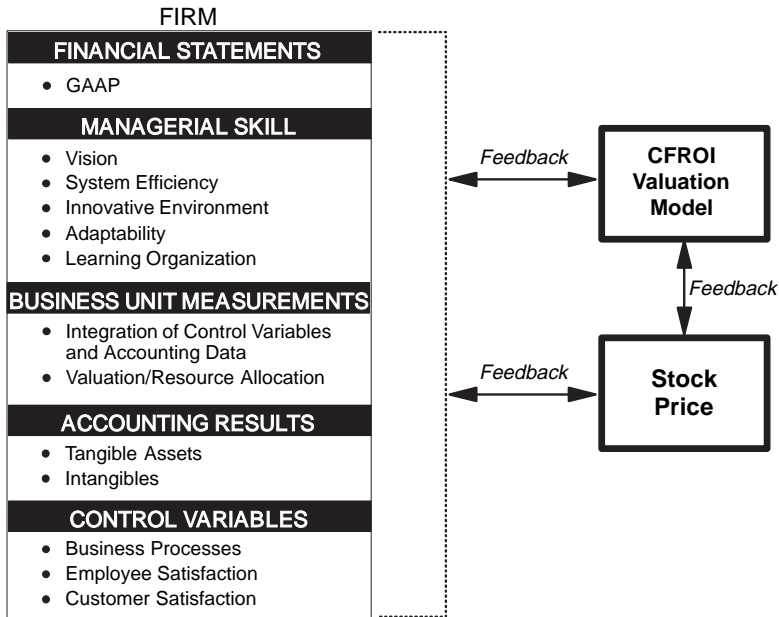 FIRM
FINANCIAL STATEMENTS
• GAAP
MANAGERIAL SKILL
• Vision
• System Efficiency
• Innovative Environment
• Adaptability
• Learning Organization
BUSINESS UNIT MEASUREMENTS
• Integration of Control Variables
and Accounting Data
• Valuation/Resource Allocation
ACCOUNTING RESULTS
• Tangible Assets
• Intangibles
CONTROL VARIABLES
• Business Processes
• Employee Satisfaction
• Customer Satisfaction
Feedback
CFROI
Valuation
Model
Feedback
Feedback
Stock
Price